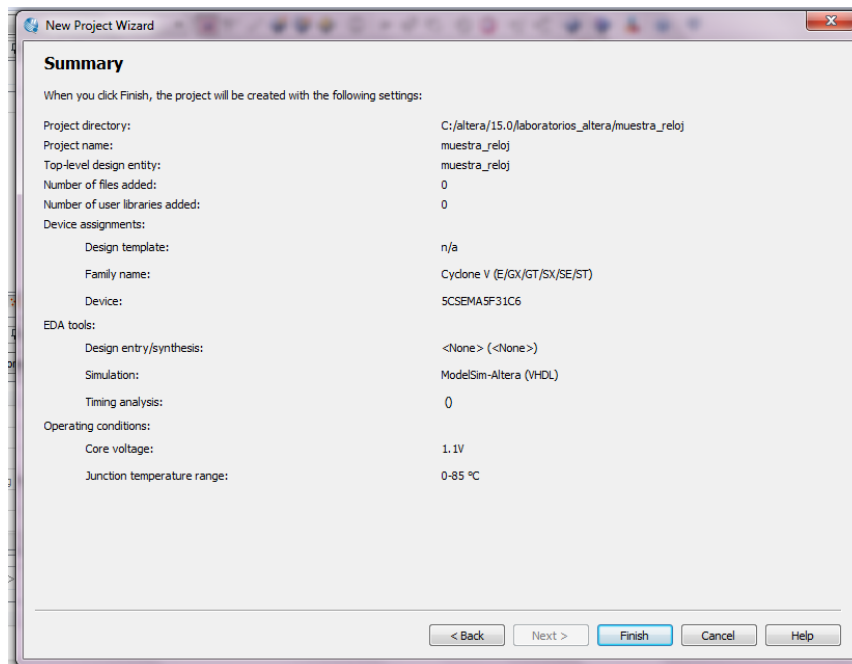 New Project Wizard
Summary
When you click Finish, the project will be created with the following settings:
Project directory: C:/altera/15.0/laboratorios_altera/muestra_reloj
Project name: muestra_reloj
Top-level design entity: muestra_reloj
Number of files added: 0
Number of user libraries added: 0
Device assignments:
Design template: n/a
Family name: Cyclone V (E/GX/GT/SX/SE/ST)
Device: 5CSEMA5F31C6
EDA tools:
Design entry/synthesis: <None> (<None>)
Simulation: ModelSim-Altera (VHDL)
Timing analysis: ()
Operating conditions:
Core voltage: 1.1V
Junction temperature range: 0-85 ºC
< Back Next > Finish Cancel Help